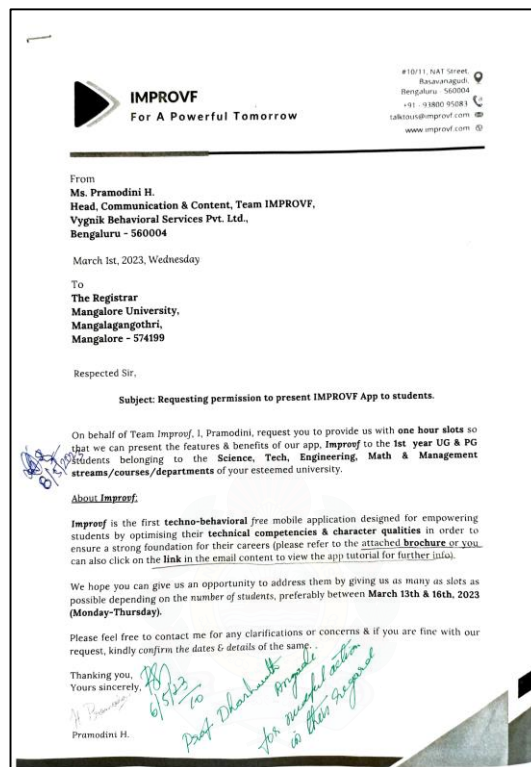 IMPROVF
For A Powerful Tomorrow
#10/11, NAT Street,
Basavanagudi,
Bengaluru - 560004
+91 - 93800 95083
talktous@improvf.com
www.improvf.com
From
Ms. Pramodini H.
Head, Communication & Content, Team IMPROVF,
Vygnik Behavioral Services Pvt. Ltd.,
Bengaluru - 560004
March 1st, 2023, Wednesday
To
The Registrar
Mangalore University,
Mangalagangothri,
Mangalore - 574199
Respected Sir,
Subject: Requesting permission to present IMPROVF App to students.
On behalf of Team Improvf, I, Pramodini, request you to provide us with one hour slots so
that we can present the features & benefits of our app, Improvf to the 1st year UG & PG
students belonging to the Science, Tech, Engineering, Math & Management
streams/courses/departments of your esteemed university.
About Improvf:
Improvf is the first techno-behavioral free mobile application designed for empowering
students by optimising their technical competencies & character qualities in order to
ensure a strong foundation for their careers (please refer to the attached brochure or you
can also click on the link in the email content to view the app tutorial for further info).
We hope you can give us an opportunity to address them by giving us as many as slots as
possible depending on the number of students, preferably between March 13th & 16th, 2023
(Monday-Thursday).
Please feel free to contact me for any clarifications or concerns & if you are fine with our
request, kindly confirm the dates & details of the same. .
Thanking you,
Yours sincerely,
Pramodini H.
Prof
for needful action
in this regard